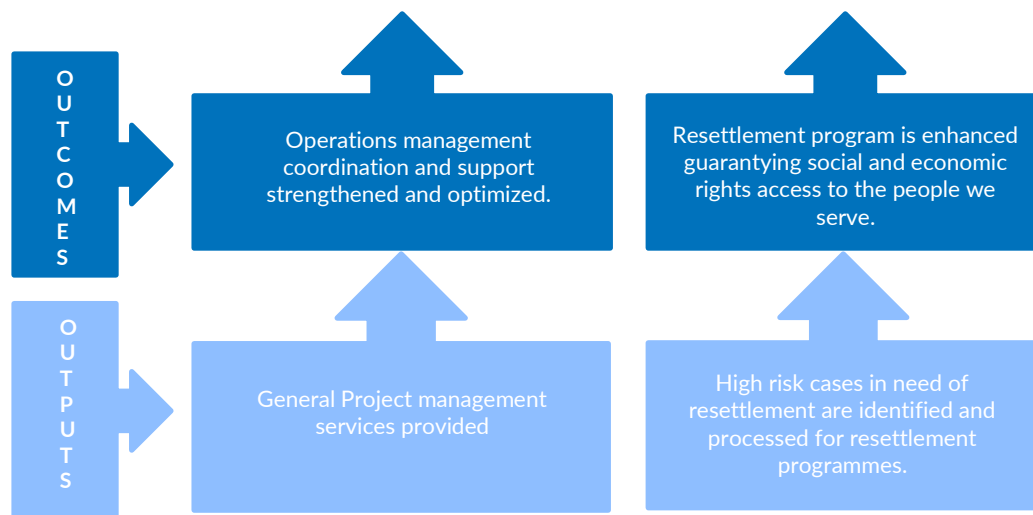 OUTCOMES
Operations management
coordination and support
strengthened and optimized.
Resettlement program is enhanced
guarantying social and economic
rights access to the people we
serve.
OUTPUTS
General Project management
services provided
High risk cases in need of
resettlement are identified and
processed for resettlement
programmes.